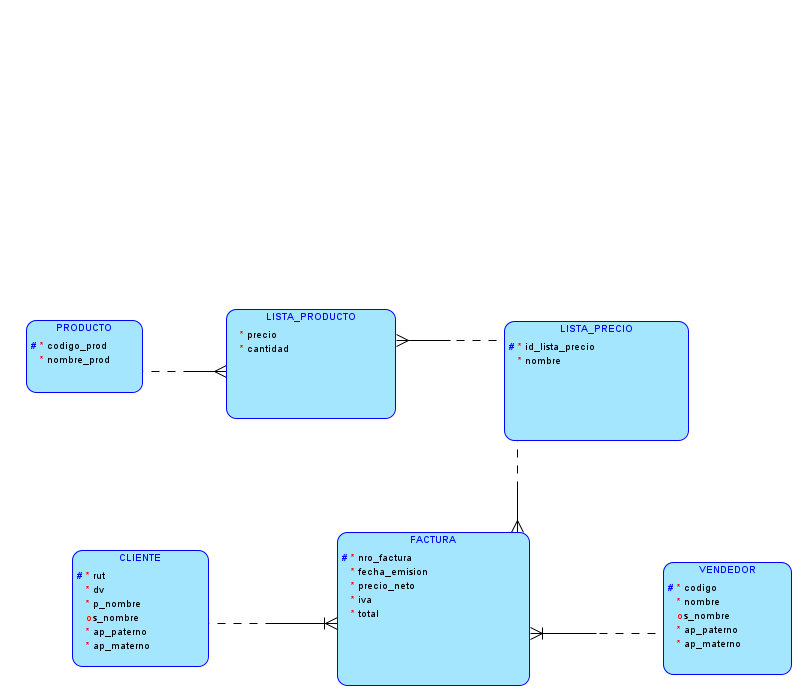 PRODUCTO
# * codigo_prod
* nombre_prod
LISTA_PRODUCTO
* precio
* cantidad
LISTA_PRECIO
# * id_lista_precio
* nombre
CLIENTE
# * rut
* dv
* p_nombre
o s_nombre
* ap_paterno
* ap_materno
FACTURA
# * nro_factura
* fecha_emision
* precio_neto
* iva
* total
VENDEDOR
# * codigo
* nombre
o s_nombre
* ap_paterno
* ap_materno